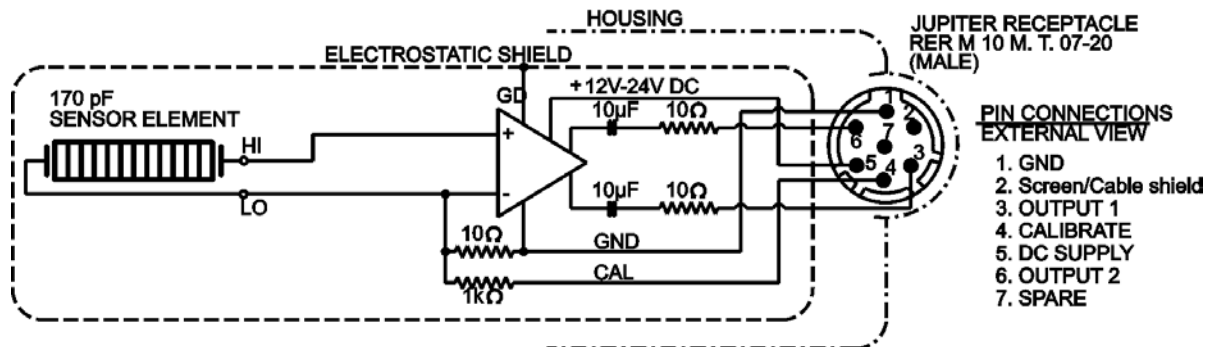 HOUSING
JUPITER RECEPTACLE
RER M 10 M. T. 07-20
(MALE)
ELECTROSTATIC SHIELD
170 pF
SENSOR ELEMENT
GD
+12V-24V DC
10µF
10Ω
HI
+
LO
-
10µF
10Ω
10Ω
GND
1kΩ
CAL
1
2
7
6
3
5
4
PIN CONNECTIONS
EXTERNAL VIEW
1. GND
2. Screen/Cable shield
3. OUTPUT 1
4. CALIBRATE
5. DC SUPPLY
6. OUTPUT 2
7. SPARE